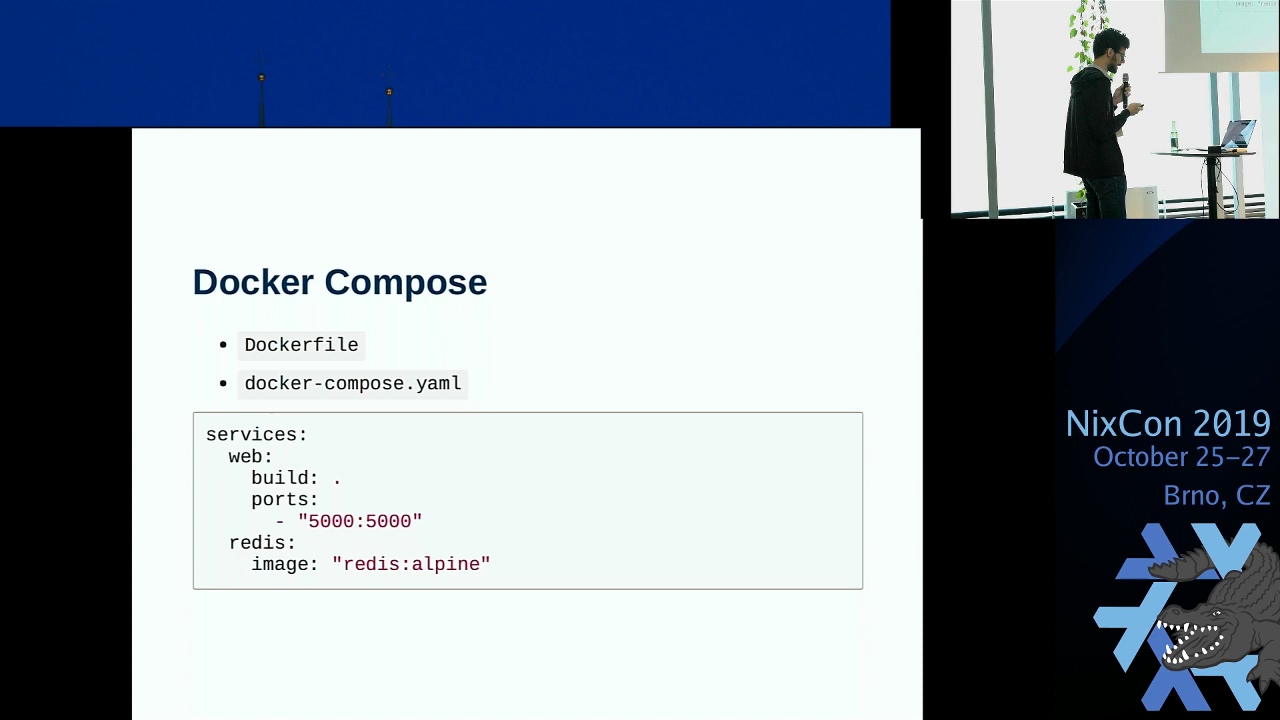 Docker Compose
Dockerfile
docker-compose.yaml
services:
  web:
    build: .
    ports:
      - "5000:5000"
  redis:
    image: "redis:alpine"
NixCon 2019
October 25–27
Brno, CZ